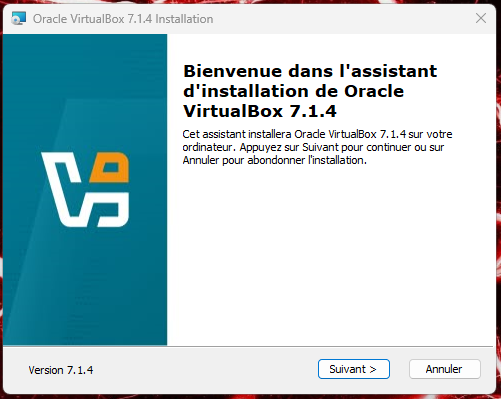 Oracle VirtualBox 7.1.4 Installation
Bienvenue dans l'assistant
d'installation de Oracle
VirtualBox 7.1.4
Cet assistant installera Oracle VirtualBox 7.1.4 sur votre
ordinateur. Appuyez sur Suivant pour continuer ou sur
Annuler pour abondonner l'installation.
Version 7.1.4
Suivant >
Annuler